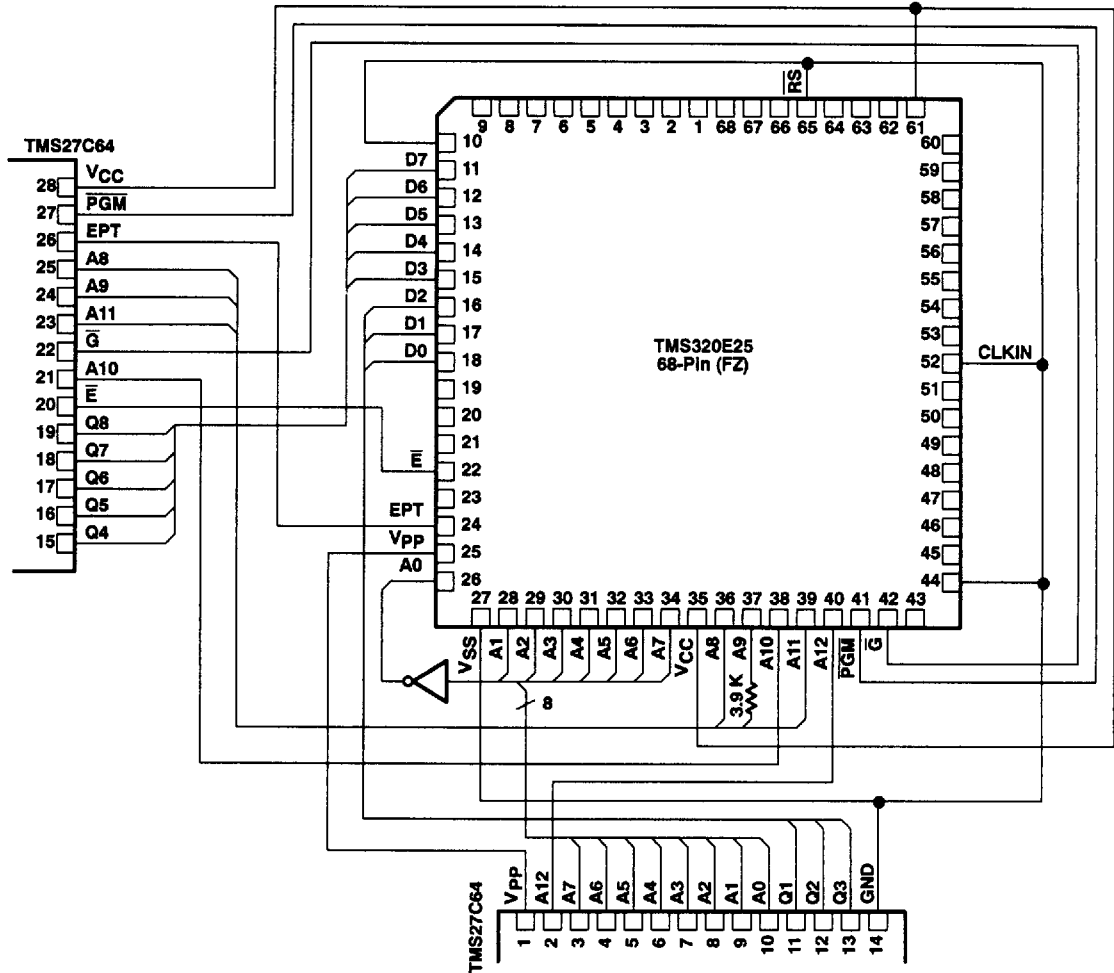 RS
9 8 7 6 5 4 3 2 1 68 67 66 65 64 63 62 61
TMS27C64
28 VCC
27 PGM
26 EPT
25 A8
24 A9
23 A11
22 G
21 A10
20 E
19 Q8
18 Q7
17 Q6
16 Q5
15 Q4
10
D7 11
D6 12
D5 13
D4 14
D3 15
D2 16
D1 17
D0 18
19
20
21
E 22
23
EPT 24
VPP 25
A0 26
TMS320E25
68-Pin (FZ)
60
59
58
57
56
55
54
53
52 CLKIN
51
50
49
48
47
46
45
44
27 28 29 30 31 32 33 34 35 36 37 38 39 40 41 42 43
VSS A1 A2 A3 A4 A5 A6 A7 VCC A8 A9 A10 A11 A12 PGM G
3.9 K
8
VPP A12 A7 A6 A5 A4 A3 A2 A1 A0 Q1 Q2 Q3 GND
TMS27C64
1 2 3 4 5 6 7 8 9 10 11 12 13 14